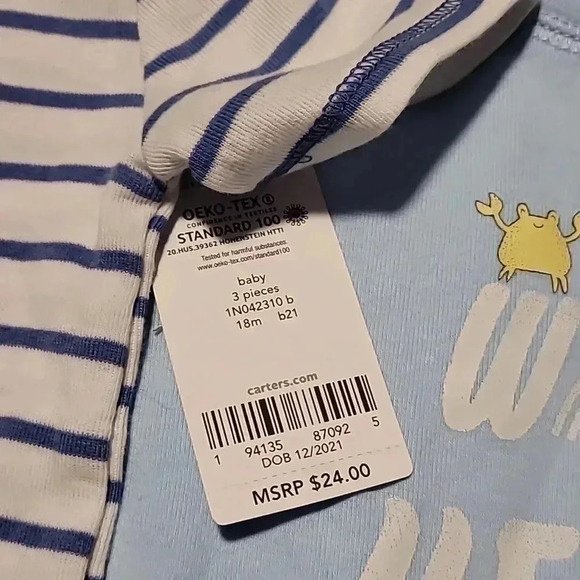 OEKO-TEX®
CONFIDENCE IN TEXTILES
STANDARD 100
20.HUS.39362 HOHENSTEIN HTTI
Tested for harmful substances.
www.oeko-tex.com/standard100
baby
3 pieces
1N042310 b
18m b21
carters.com
1 94135 87092 5
DOB 12/2021
MSRP $24.00